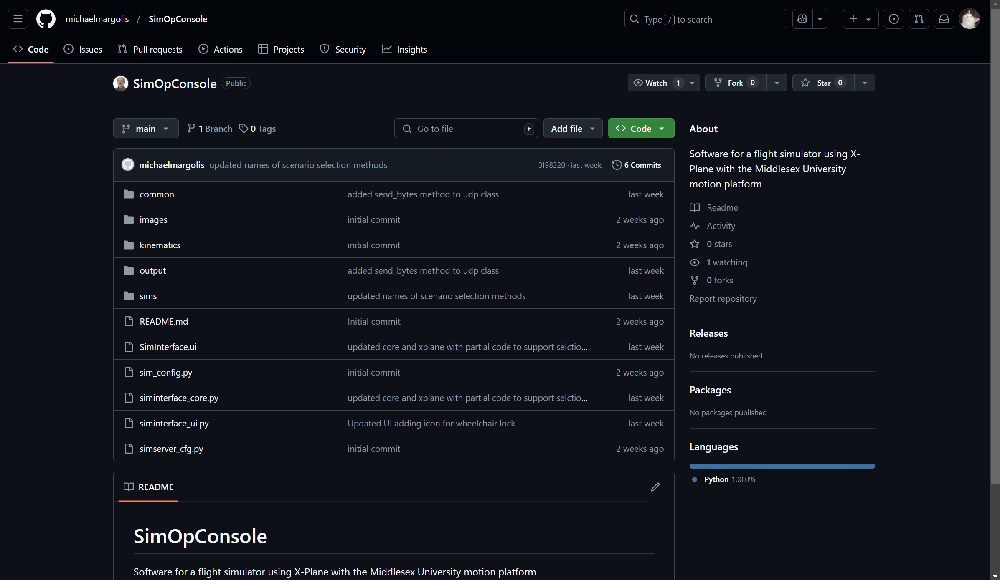 michaelmargolis / SimOpConsole
Type / to search
Code
Issues
Pull requests
Actions
Projects
Security
Insights
SimOpConsole
Public
Watch 1
Fork 0
Star 0
main
1 Branch
0 Tags
Go to file
t
Add file
Code
michaelmargolis updated names of scenario selection methods 3f98320 · last week 6 Commits
common added send_bytes method to udp class last week
images initial commit 2 weeks ago
kinematics initial commit 2 weeks ago
output added send_bytes method to udp class last week
sims updated names of scenario selection methods last week
README.md Initial commit 2 weeks ago
SimInterface.ui updated core and xplane with partial code to support selctio... last week
sim_config.py initial commit 2 weeks ago
siminterface_core.py updated core and xplane with partial code to support selctio... last week
siminterface_ui.py Updated UI adding icon for wheelchair lock last week
simserver_cfg.py initial commit 2 weeks ago
README
SimOpConsole
Software for a flight simulator using X-Plane with the Middlesex University motion platform
About
Software for a flight simulator using X-
Plane with the Middlesex University
motion platform
Readme
Activity
0 stars
1 watching
0 forks
Report repository
Releases
No releases published
Packages
No packages published
Languages
Python 100.0%